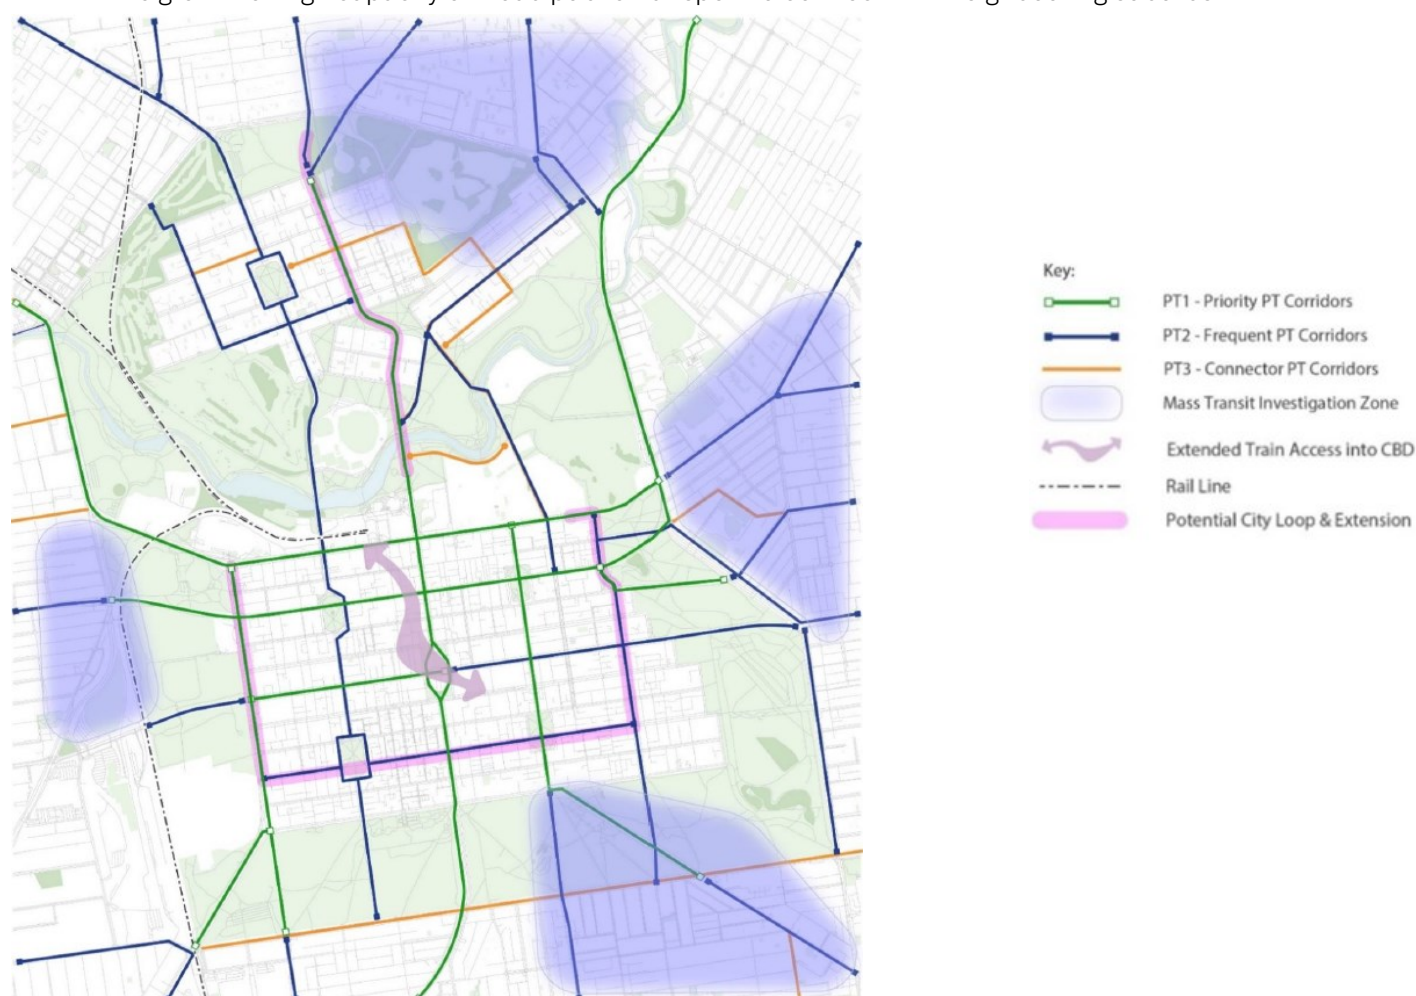 Key:
PT1 - Priority PT Corridors
PT2 - Frequent PT Corridors
PT3 - Connector PT Corridors
Mass Transit Investigation Zone
Extended Train Access into CBD
Rail Line
Potential City Loop & Extension